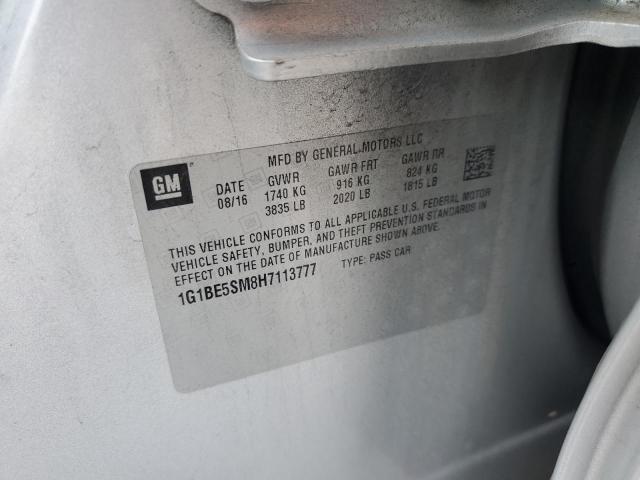 MFD BY GENERAL MOTORS LLC
GM
DATE GVWR GAWR FRT GAWR RR
08/16 1740 KG 916 KG 824 KG
3835 LB 2020 LB 1815 LB
THIS VEHICLE CONFORMS TO ALL APPLICABLE U.S. FEDERAL MOTOR
VEHICLE SAFETY, BUMPER, AND THEFT PREVENTION STANDARDS IN
EFFECT ON THE DATE OF MANUFACTURE SHOWN ABOVE.
1G1BE5SM8H7113777 TYPE: PASS CAR